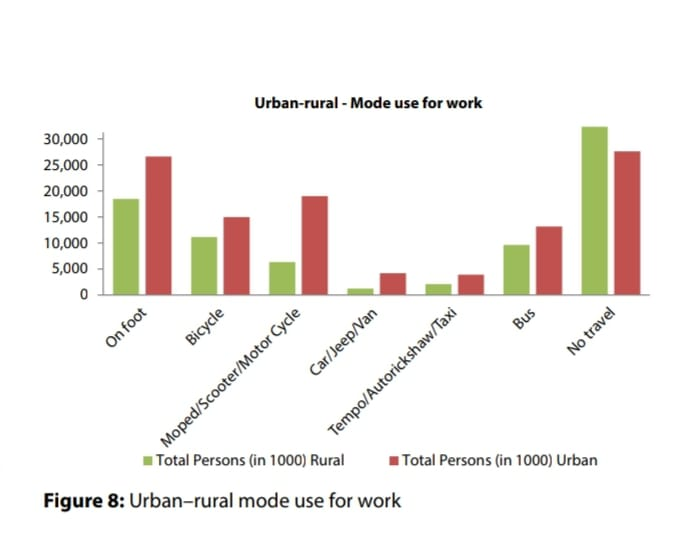 Urban-rural - Mode use for work
30,000
25,000
20,000
15,000
10,000
5,000
0
On foot
Bicycle
Moped/Scooter/Motor Cycle
Car/Jeep/Van
Tempo/Autorickshaw/Taxi
Bus
No travel
Total Persons (in 1000) Rural
Total Persons (in 1000) Urban
Figure 8: Urban–rural mode use for work